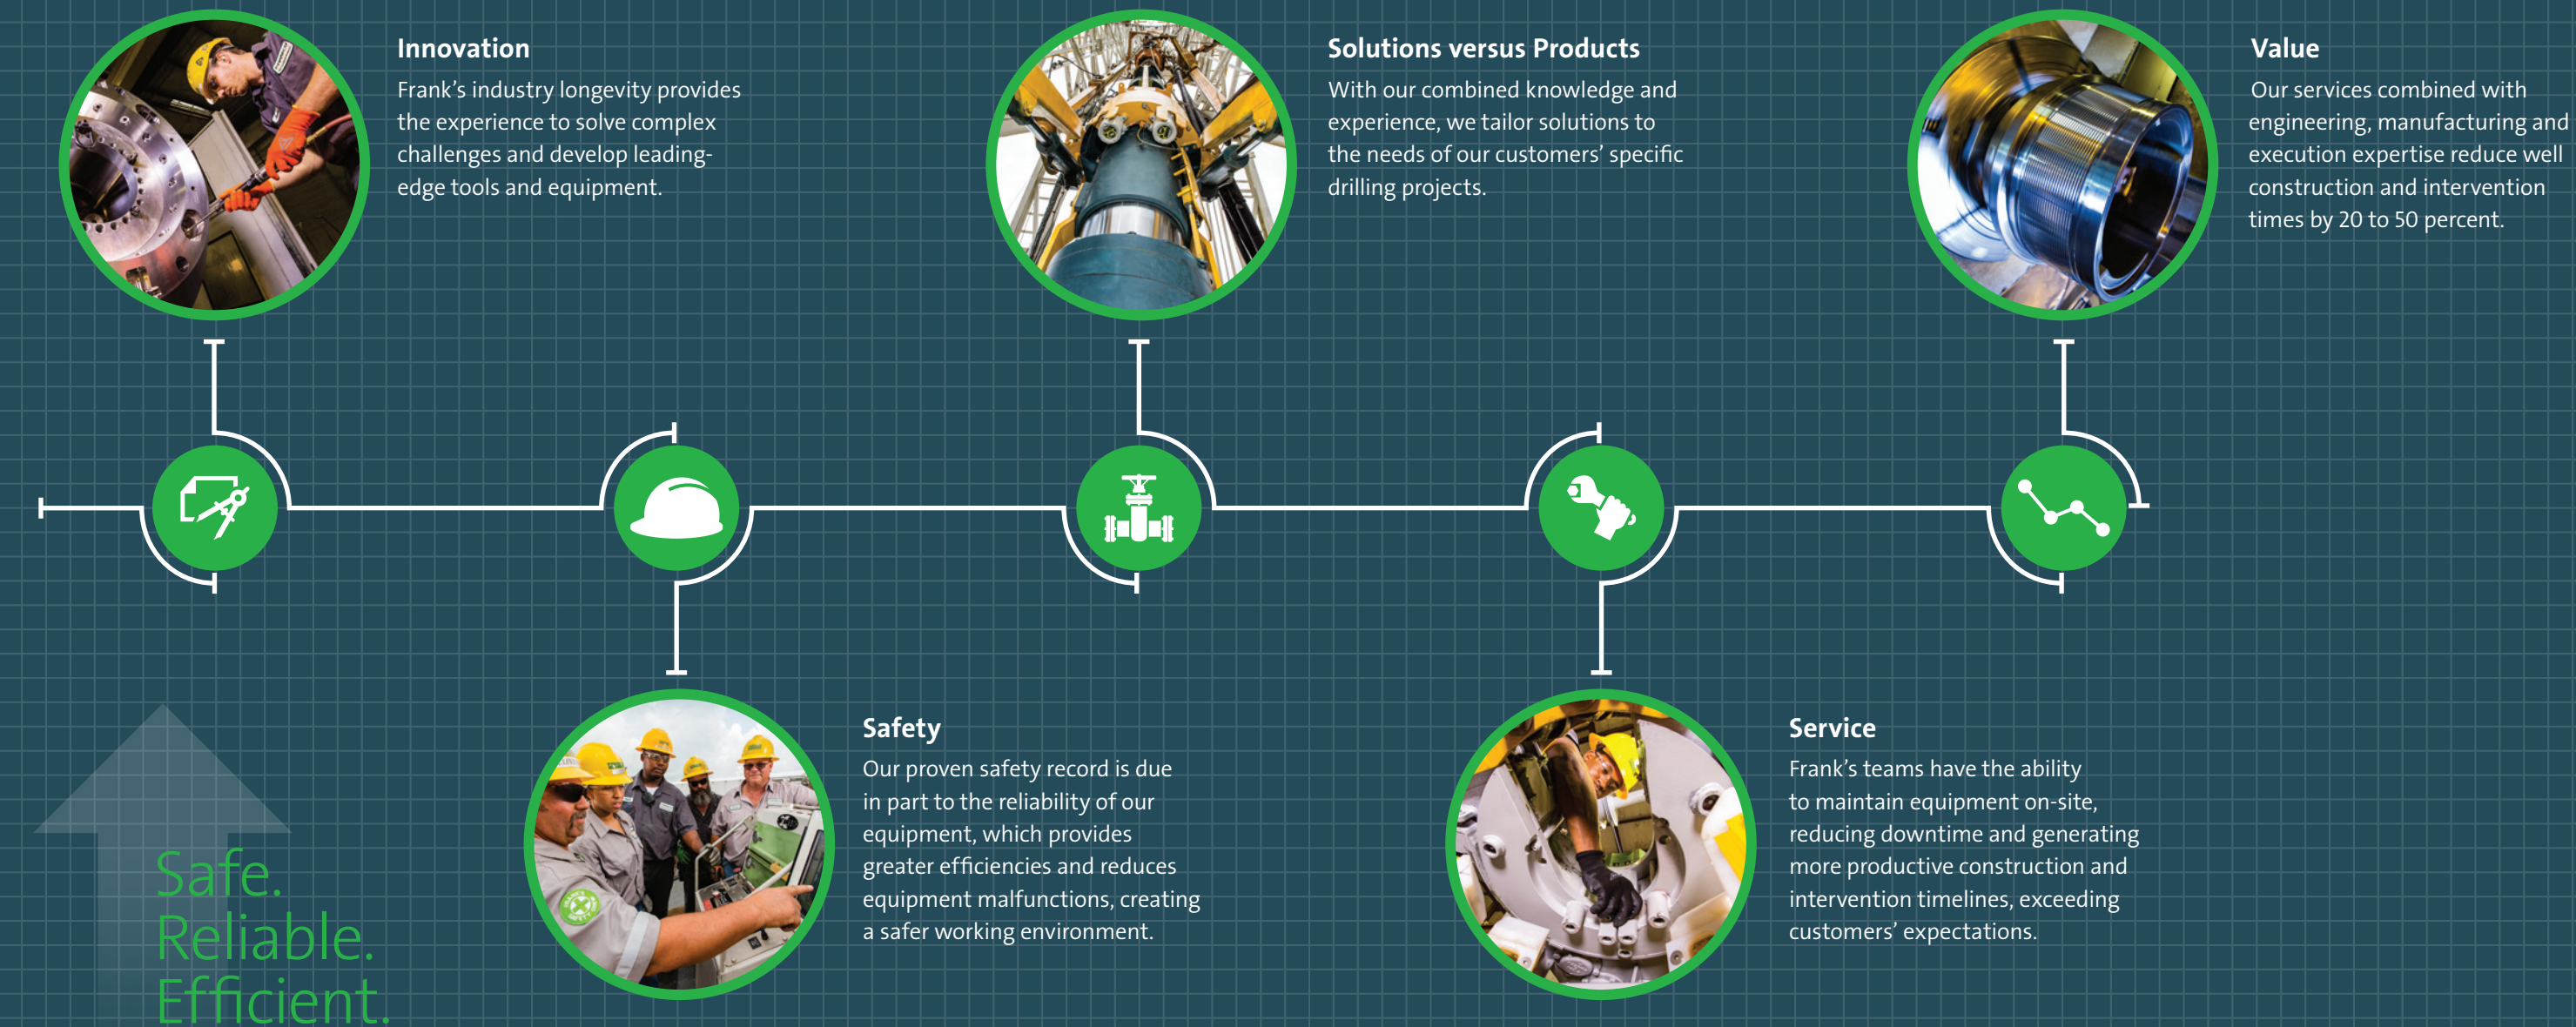 Innovation
Frank’s industry longevity provides
the experience to solve complex
challenges and develop leading-
edge tools and equipment.
Solutions versus Products
With our combined knowledge and
experience, we tailor solutions to
the needs of our customers’ specific
drilling projects.
Value
Our services combined with
engineering, manufacturing and
execution expertise reduce well
construction and intervention
times by 20 to 50 percent.
Safety
Our proven safety record is due
in part to the reliability of our
equipment, which provides
greater efficiencies and reduces
equipment malfunctions, creating
a safer working environment.
Service
Frank’s teams have the ability
to maintain equipment on-site,
reducing downtime and generating
more productive construction and
intervention timelines, exceeding
customers’ expectations.
Safe.
Reliable.
Efficient.